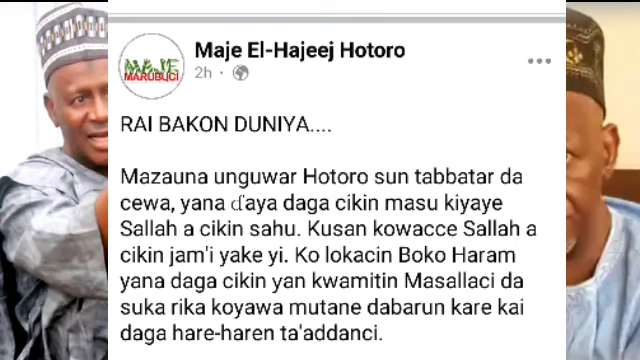 MAJE
MARUBUCI
Maje El-Hajeej Hotoro
2h ·
RAI BAKON DUNIYA....
Mazauna unguwar Hotoro sun tabbatar da
cewa, yana ɗaya daga cikin masu kiyaye
Sallah a cikin sahu. Kusan kowacce Sallah a
cikin jam'i yake yi. Ko lokacin Boko Haram
yana daga cikin yan kwamitin Masallaci da
suka rika koyawa mutane dabarun kare kai
daga hare-haren ta'addanci.